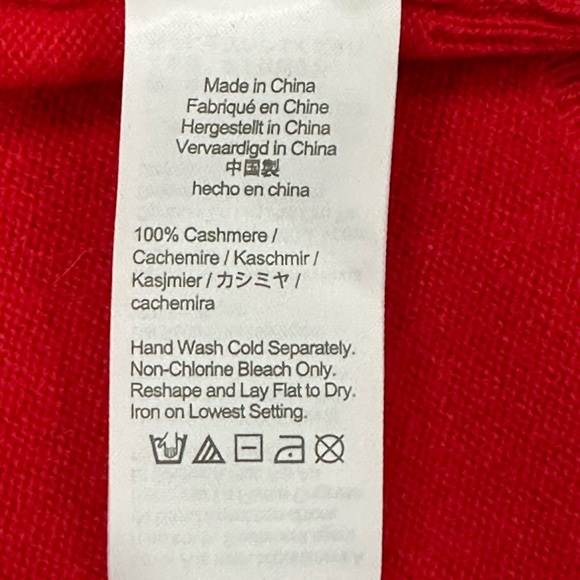 Made in China
Fabriqué en Chine
Hergestellt in China
Vervaardigd in China
中国製
hecho en china
100% Cashmere /
Cachemire / Kaschmir /
Kasjmier / カシミヤ /
cachemira
Hand Wash Cold Separately.
Non-Chlorine Bleach Only.
Reshape and Lay Flat to Dry.
Iron on Lowest Setting.